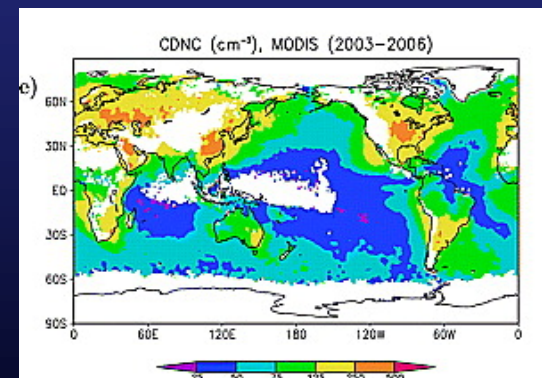 CDNC (cm⁻³), MODIS (2003-2006)
e)
60N
30N
EQ
30S
60S
90S
0 60E 120E 180 120W 60W 0